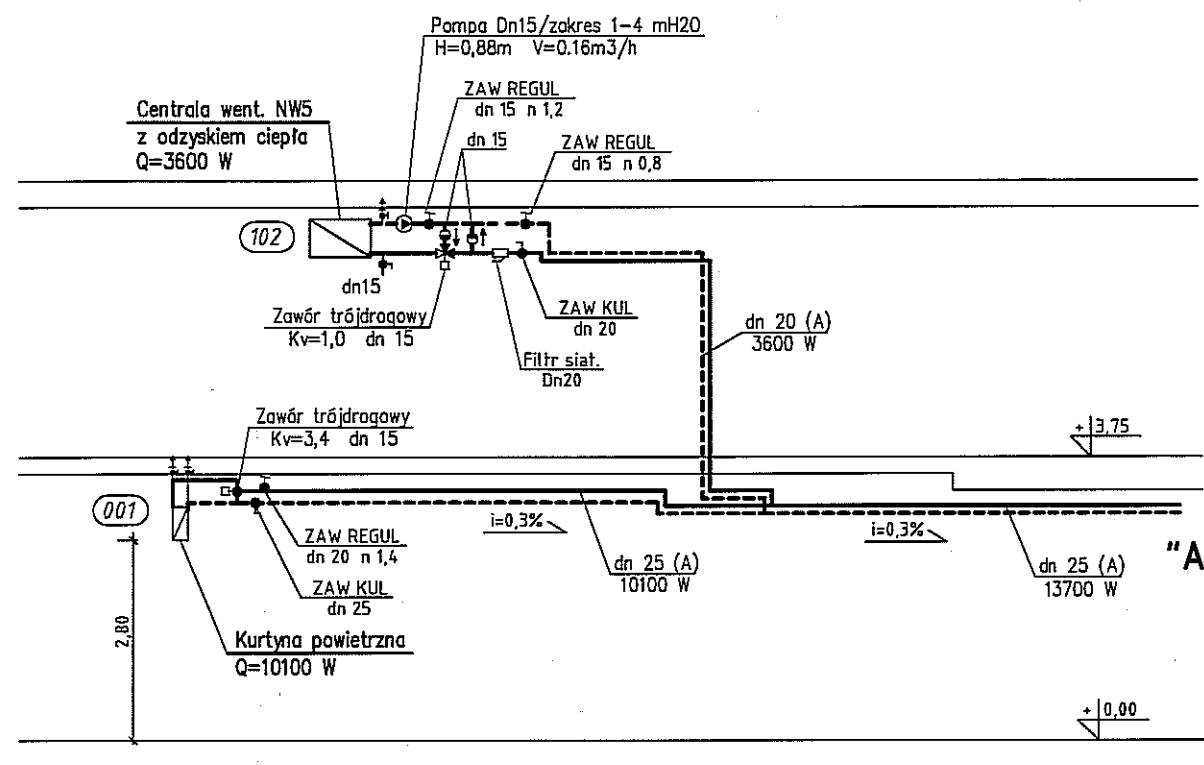 Pompa Dn15/zakres 1-4 mH2O
H=0,88m V=0.16m3/h
ZAW REGUL
dn 15 n 1,2
Centrala went. NW5
z odzyskiem ciepła
Q=3600 W
dn 15
ZAW REGUL
dn 15 n 0,8
102
dn15
Zawór trójdrogowy
Kv=1,0 dn 15
ZAW KUL
dn 20
Filtr siat.
Dn20
dn 20 (A)
3600 W
Zawór trójdrogowy
Kv=3,4 dn 15
+ 3,75
001
ZAW REGUL
dn 20 n 1,4
ZAW KUL
dn 25
i=0,3%
dn 25 (A)
10100 W
i=0,3%
dn 25 (A)
13700 W
"A
2,80
Kurtyna powietrzna
Q=10100 W
+ 0,00